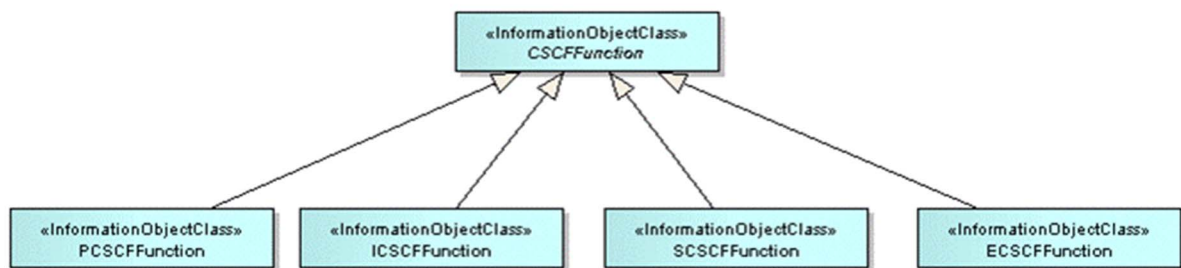 «InformationObjectClass»
CSCFFunction
«InformationObjectClass»
PCSCFFunction
«InformationObjectClass»
ICSCFFunction
«InformationObjectClass»
SCSCFFunction
«InformationObjectClass»
ECSCFFunction